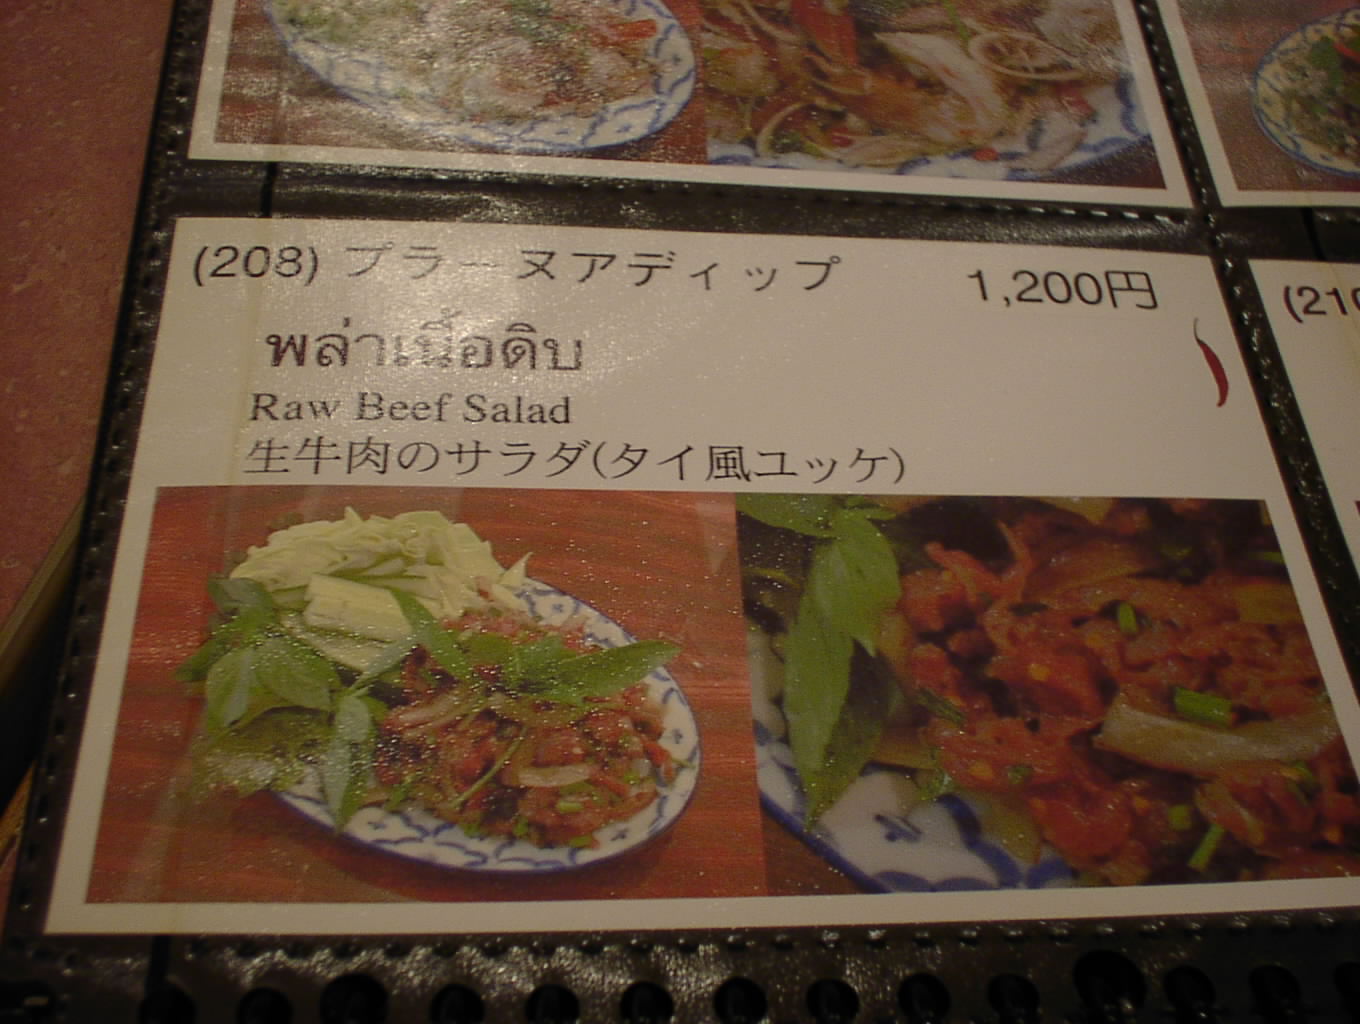 (208) プラーヌアディップ 1,200円
พล่าเนื้อดิบ
Raw Beef Salad
生牛肉のサラダ(タイ風ユッケ)
(210